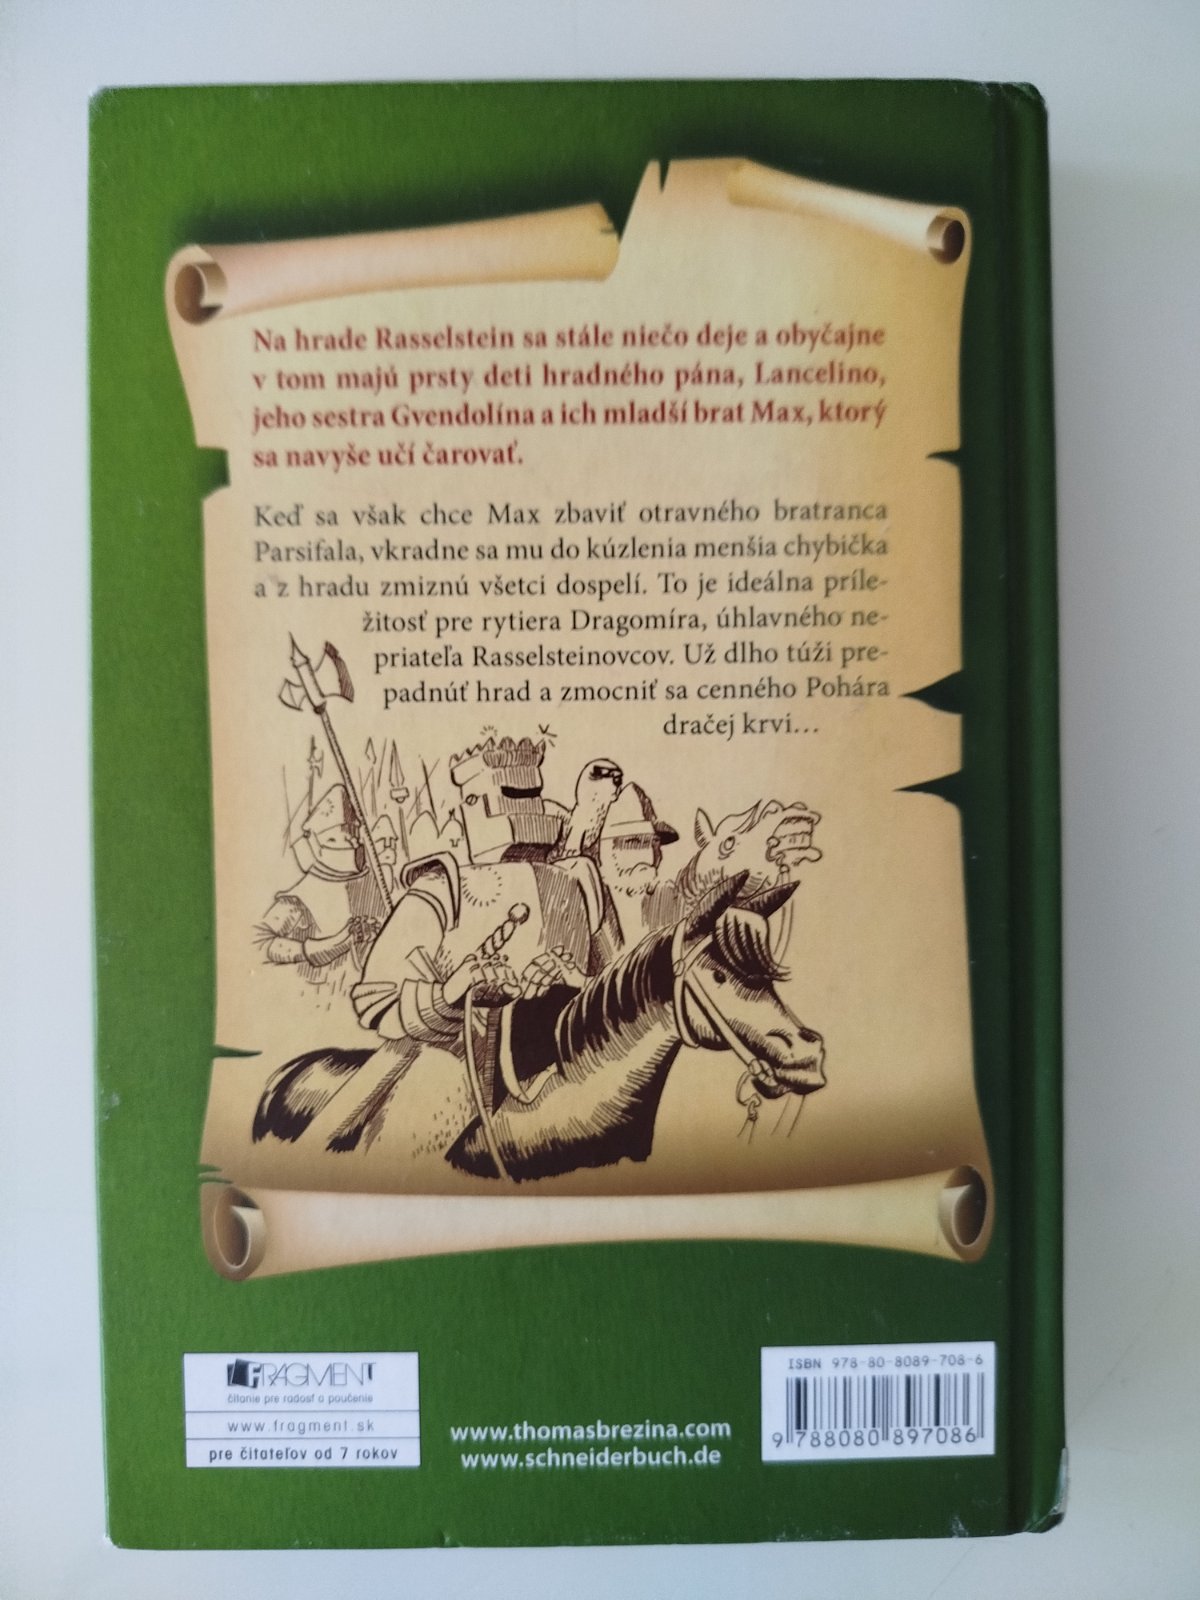 Na hrade Rasselstein sa stále niečo deje a obyčajne
v tom majú prsty deti hradného pána, Lancelino,
jeho sestra Gvendolína a ich mladší brat Max, ktorý
sa navyše učí čarovať.
Keď sa však chce Max zbaviť otravného bratranca
Parsifala, vkradne sa mu do kúzlenia menšia chybička
a z hradu zmiznú všetci dospelí. To je ideálna príle-
žitosť pre rytiera Dragomíra, úhlavného ne-
priateľa Rasselsteinovcov. Už dlho túži pre-
padnúť hrad a zmocniť sa cenného Pohára
dračej krvi...
FRAGMENT
čítanie pre radosť a poučenie
www.fragment.sk
pre čitateľov od 7 rokov
www.thomasbrezina.com
www.schneiderbuch.de
ISBN 978-80-8089-708-6
9 788080 897086